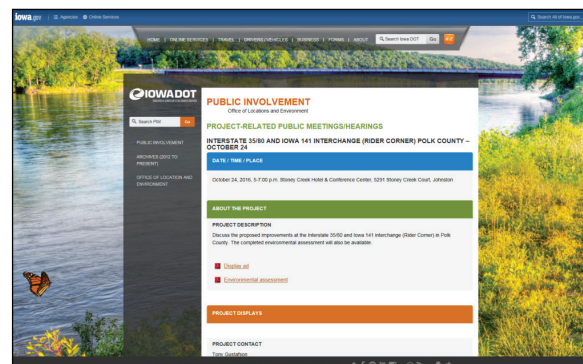 iowa.gov Agencies Online Services Search All of Iowa.gov
HOME | ONLINE SERVICES | TRAVEL | DRIVERS/VEHICLES | BUSINESS | FORMS | ABOUT Search Iowa DOT Go
IOWADOT
Search PIM Go
PUBLIC INVOLVEMENT
ARCHIVES (2012 TO
PRESENT)
OFFICE OF LOCATION AND
ENVIRONMENT
PUBLIC INVOLVEMENT
Office of Locations and Environment
PROJECT-RELATED PUBLIC MEETINGS/HEARINGS
INTERSTATE 35/80 AND IOWA 141 INTERCHANGE (RIDER CORNER) POLK COUNTY –
OCTOBER 24
DATE / TIME / PLACE
October 24, 2016, 5-7:00 p.m. Stoney Creek Hotel & Conference Center, 5291 Stoney Creek Court, Johnston
ABOUT THE PROJECT
PROJECT DESCRIPTION
Discuss the proposed improvements at the Interstate 35/80 and Iowa 141 interchange (Rider Corner) in Polk
County. The completed environmental assessment will also be available.
Display ad
Environmental assessment
PROJECT DISPLAYS
PROJECT CONTACT
Tony Gustafson